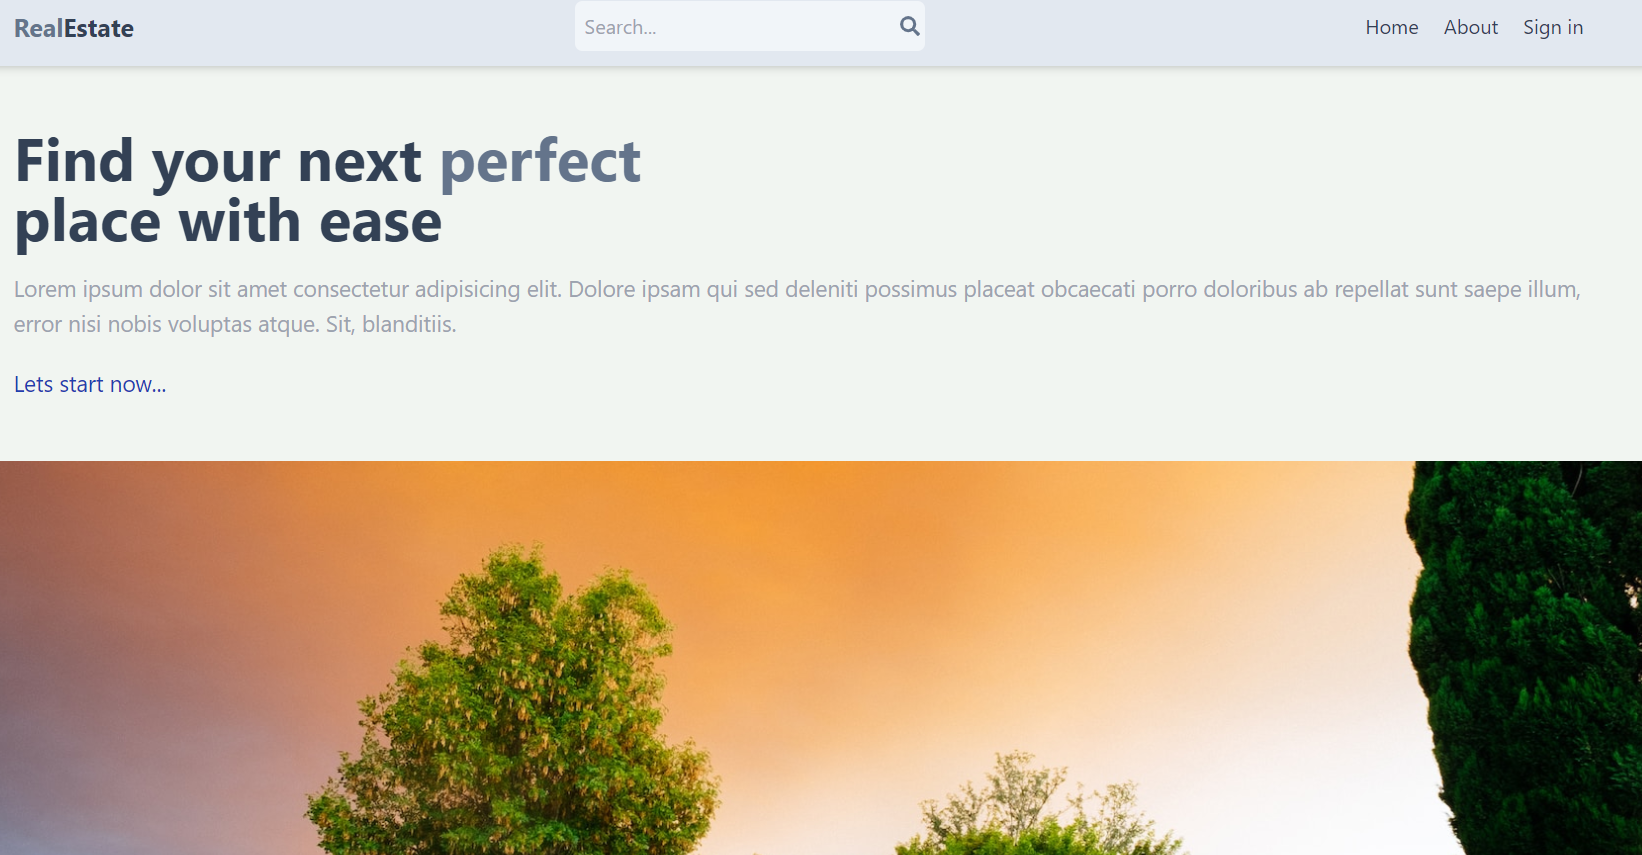 RealEstate
Search...
Home
About
Sign in
Find your next perfect
place with ease
Lorem ipsum dolor sit amet consectetur adipisicing elit. Dolore ipsam qui sed deleniti possimus placeat obcaecati porro doloribus ab repellat sunt saepe illum,
error nisi nobis voluptas atque. Sit, blanditiis.
Lets start now...